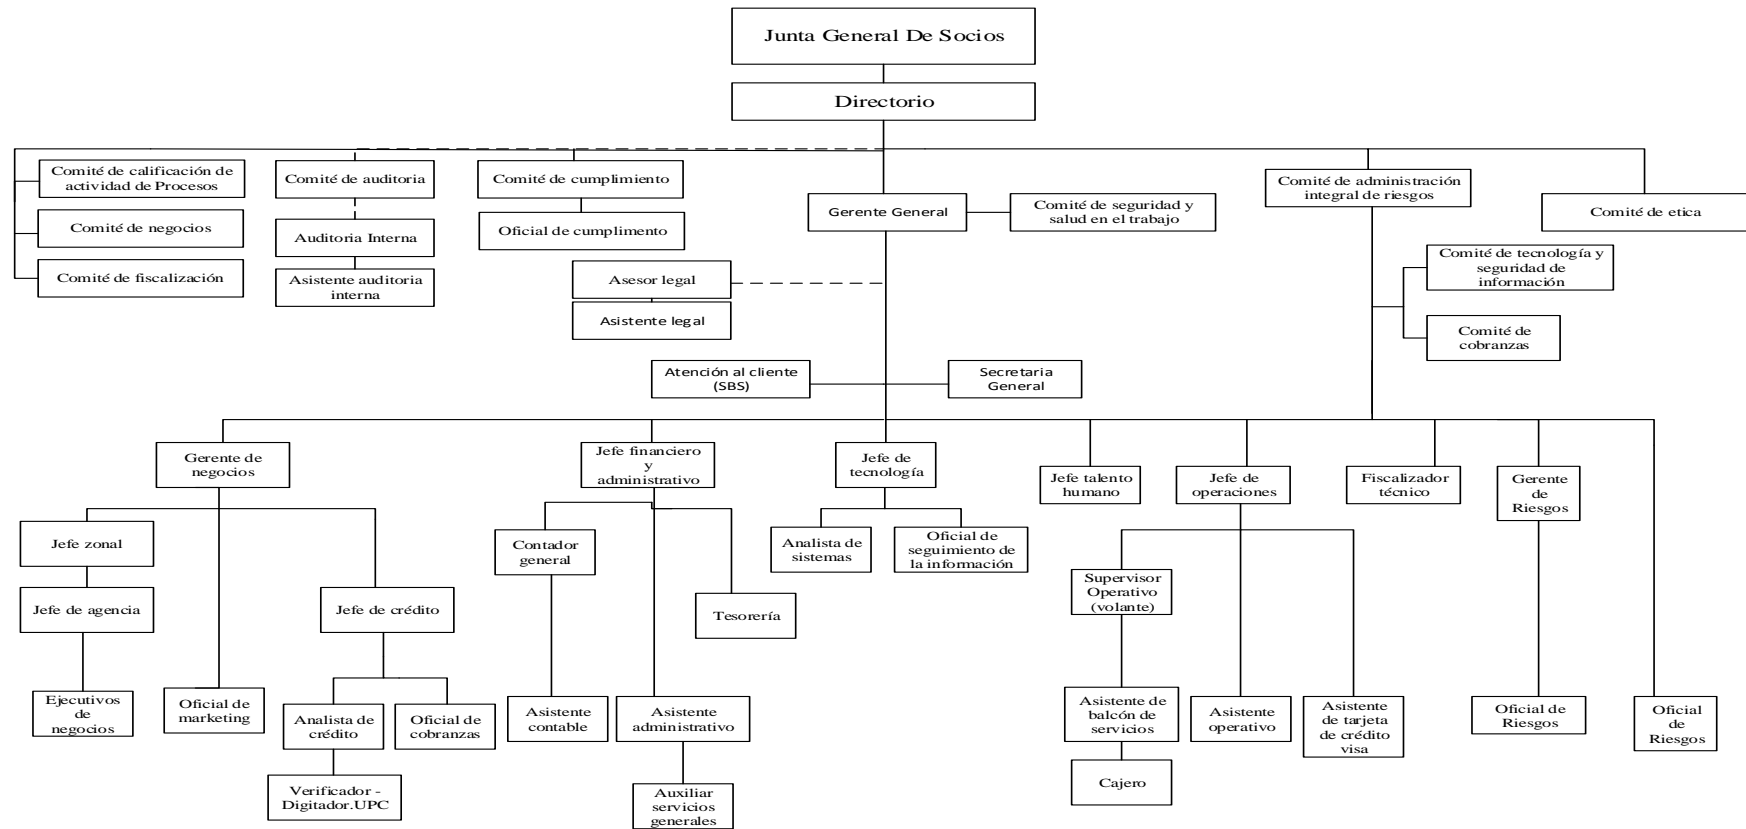 Junta General De Socios
Directorio
Comité de calificación de
actividad de Procesos
Comité de auditoria
Comité de cumplimiento
Comité de administración
integral de riesgos
Gerente General
Comité de seguridad y
salud en el trabajo
Comité de etica
Comité de negocios
Auditoria Interna
Oficial de cumplimento
Comité de fiscalización
Asistente auditoria
interna
Asesor legal
Asistente legal
Comité de tecnología y
seguridad de
información
Comité de
cobranzas
Atención al cliente
(SBS)
Secretaria
General
Gerente de
negocios
Jefe financiero
y
administrativo
Jefe de
tecnología
Jefe talento
humano
Jefe de
operaciones
Fiscalizador
técnico
Gerente
de
Riesgos
Jefe zonal
Contador
general
Analista de
sistemas
Oficial de
seguimiento de
la información
Jefe de agencia
Jefe de crédito
Tesorería
Supervisor
Operativo
(volante)
Ejecutivos
de
negocios
Oficial de
marketing
Analista de
crédito
Oficial de
cobranzas
Asistente
contable
Asistente
administrativo
Asistente de
balcón de
servicios
Asistente
operativo
Asistente
de tarjeta
de crédito
visa
Oficial de
Riesgos
Oficial
de
Riesgos
Verificador -
Digitador.UPC
Auxiliar
servicios
generales
Cajero